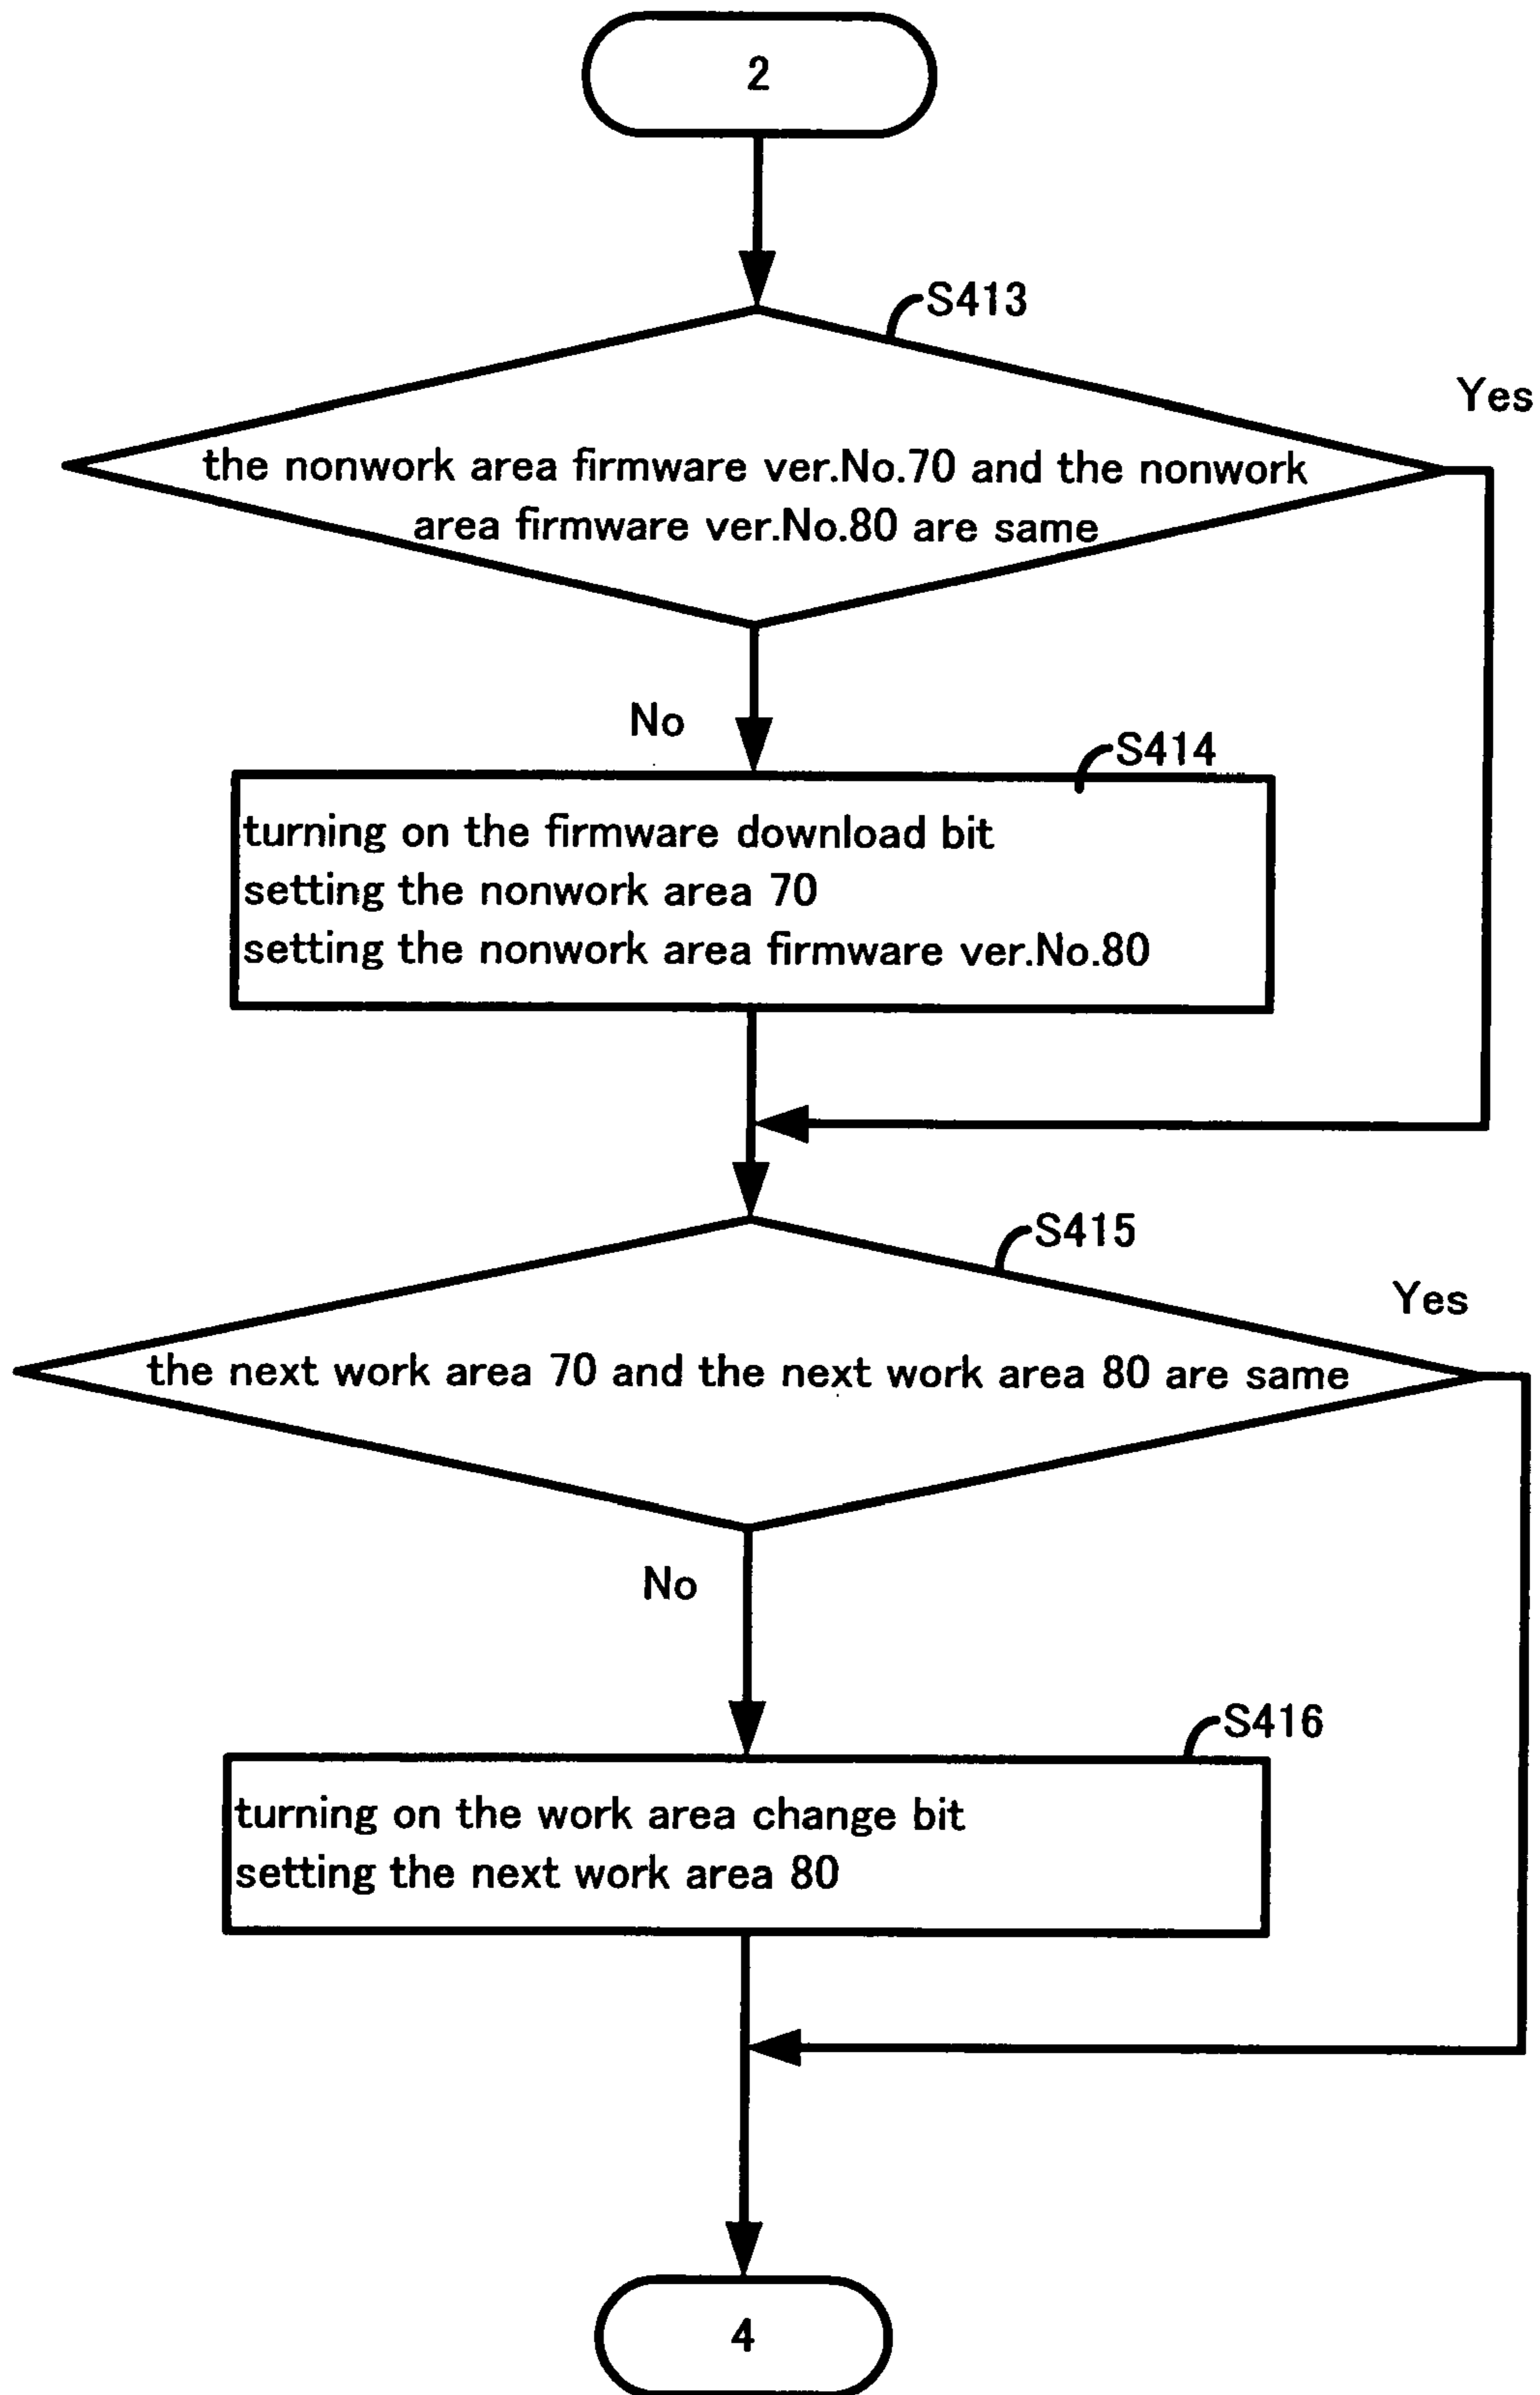 2
S413
Yes
the nonwork area firmware ver.No.70 and the nonwork
area firmware ver.No.80 are same
No
S414
turning on the firmware download bit
setting the nonwork area 70
setting the nonwork area firmware ver.No.80
S415
Yes
the next work area 70 and the next work area 80 are same
No
S416
turning on the work area change bit
setting the next work area 80
4